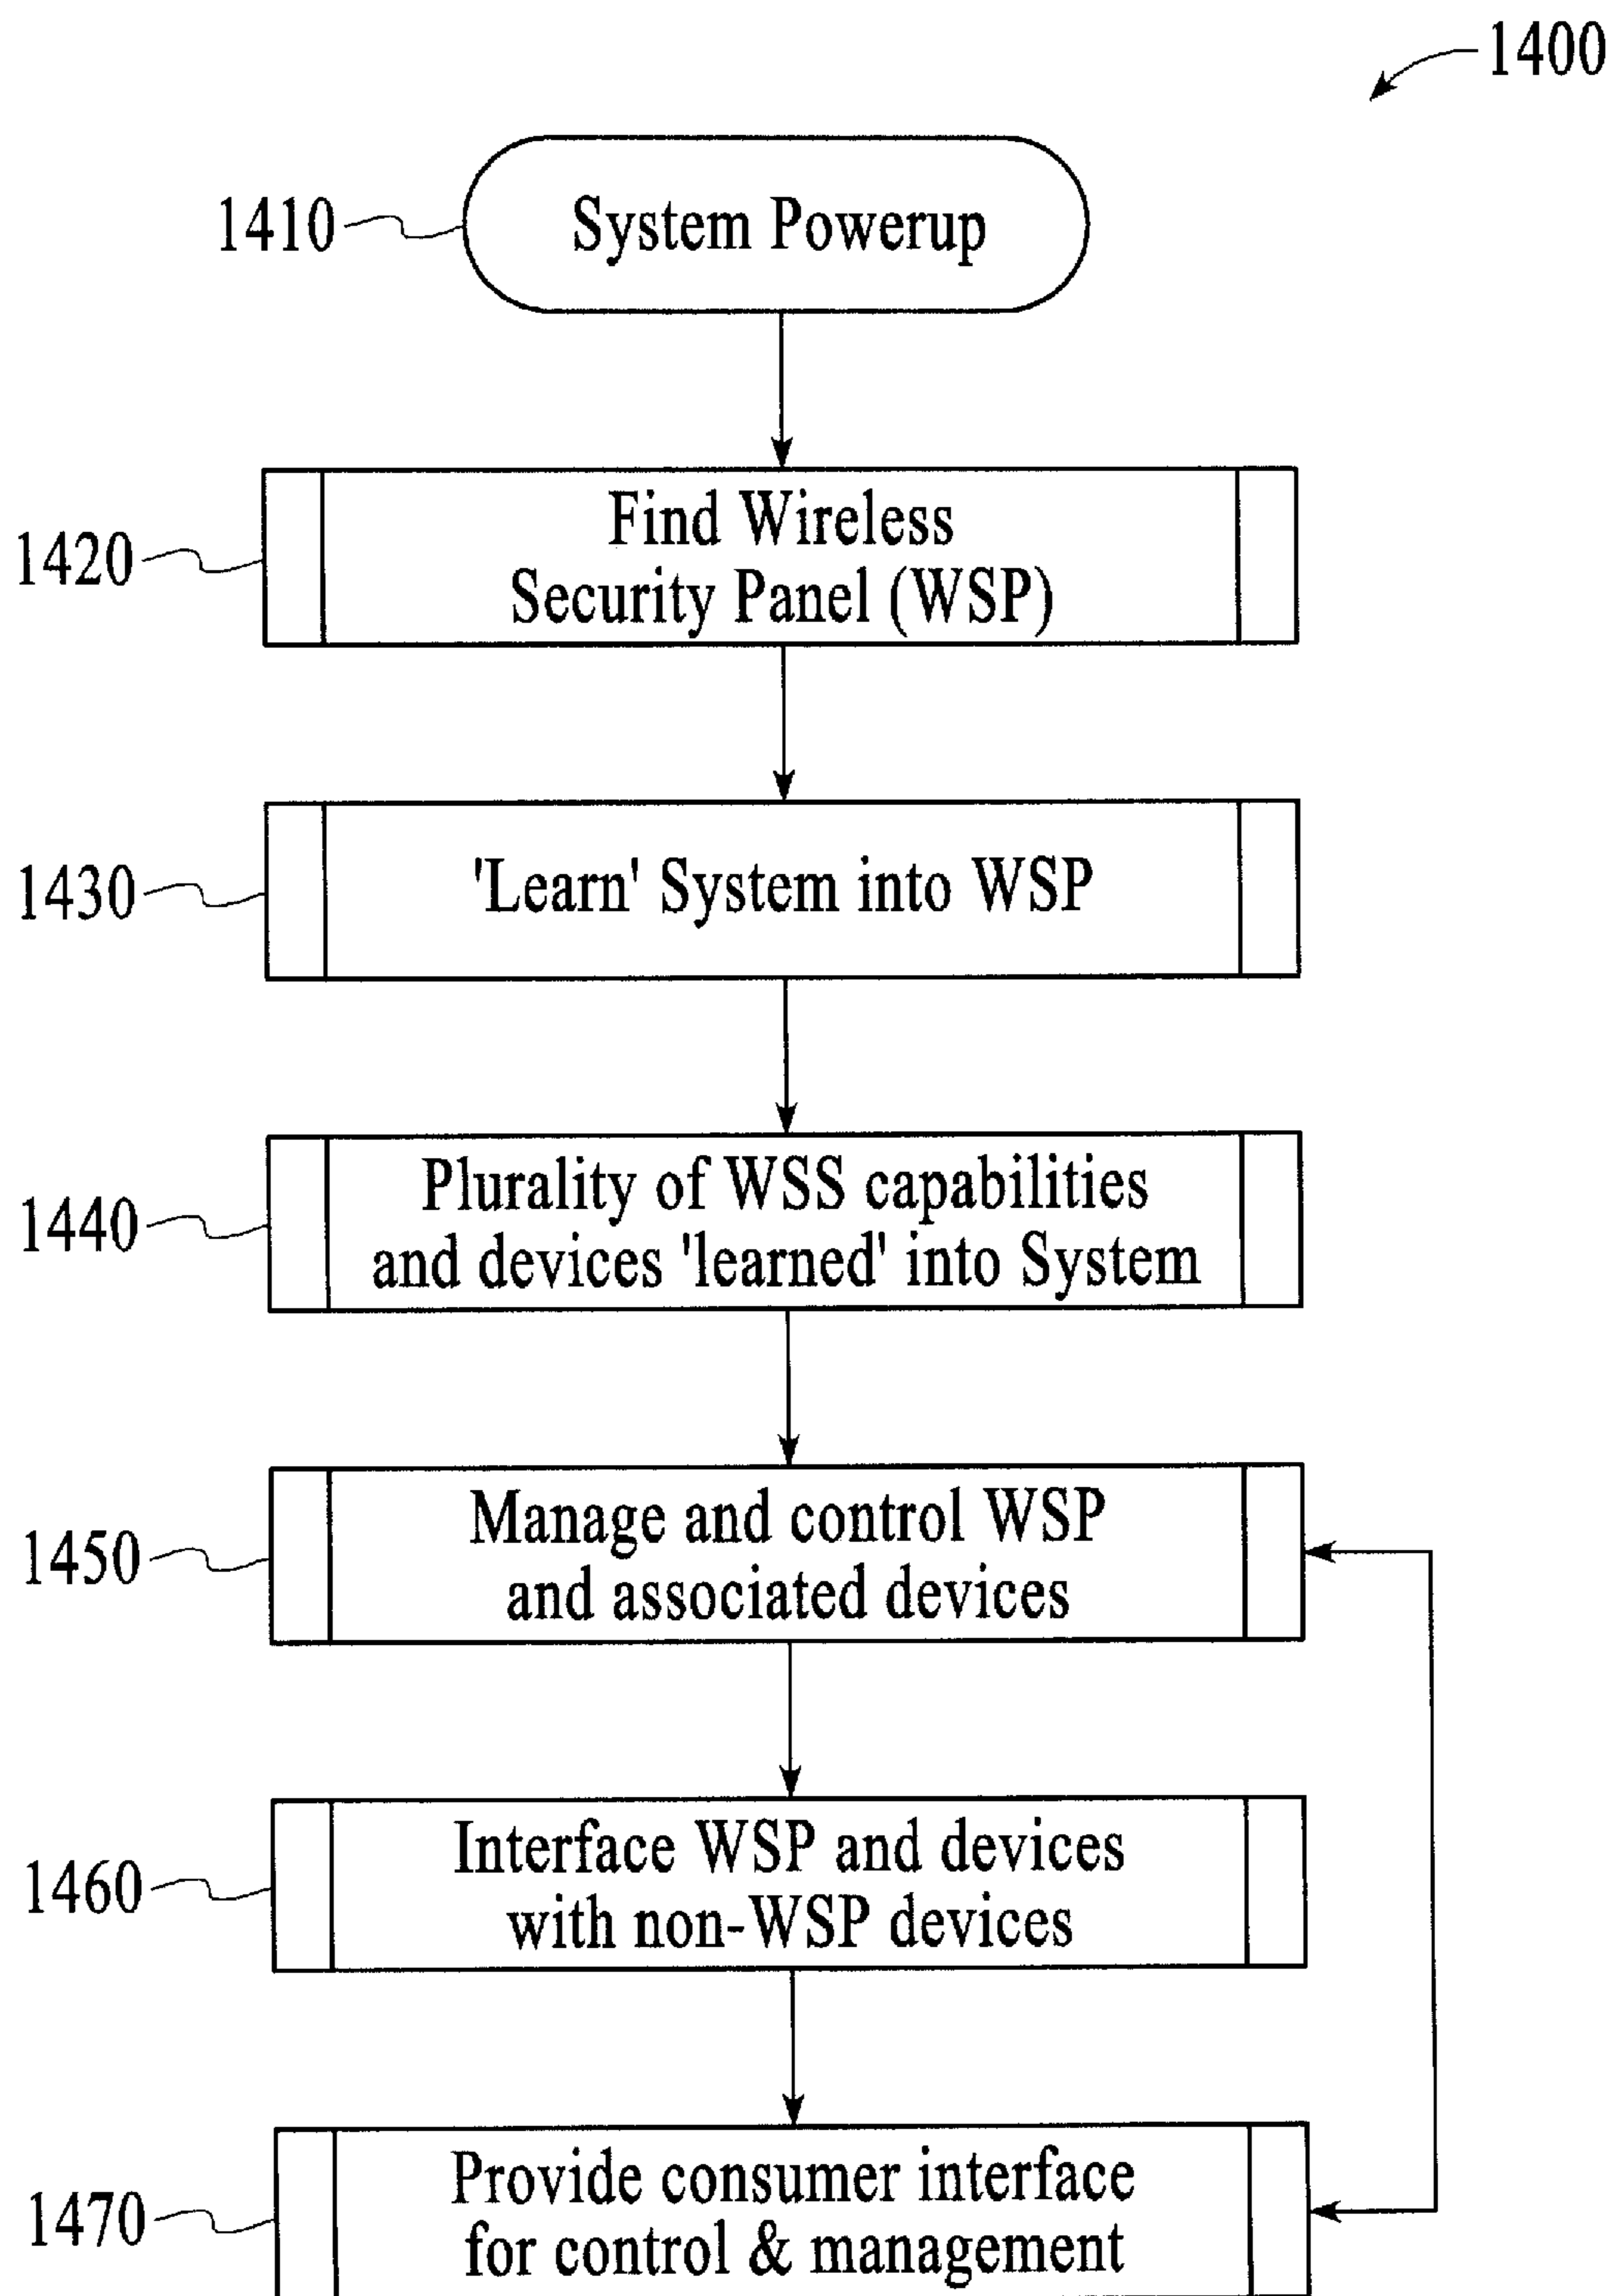 1400
1410
System Powerup
1420
Find Wireless
Security Panel (WSP)
1430
'Learn' System into WSP
1440
Plurality of WSS capabilities
and devices 'learned' into System
1450
Manage and control WSP
and associated devices
1460
Interface WSP and devices
with non-WSP devices
1470
Provide consumer interface
for control & management